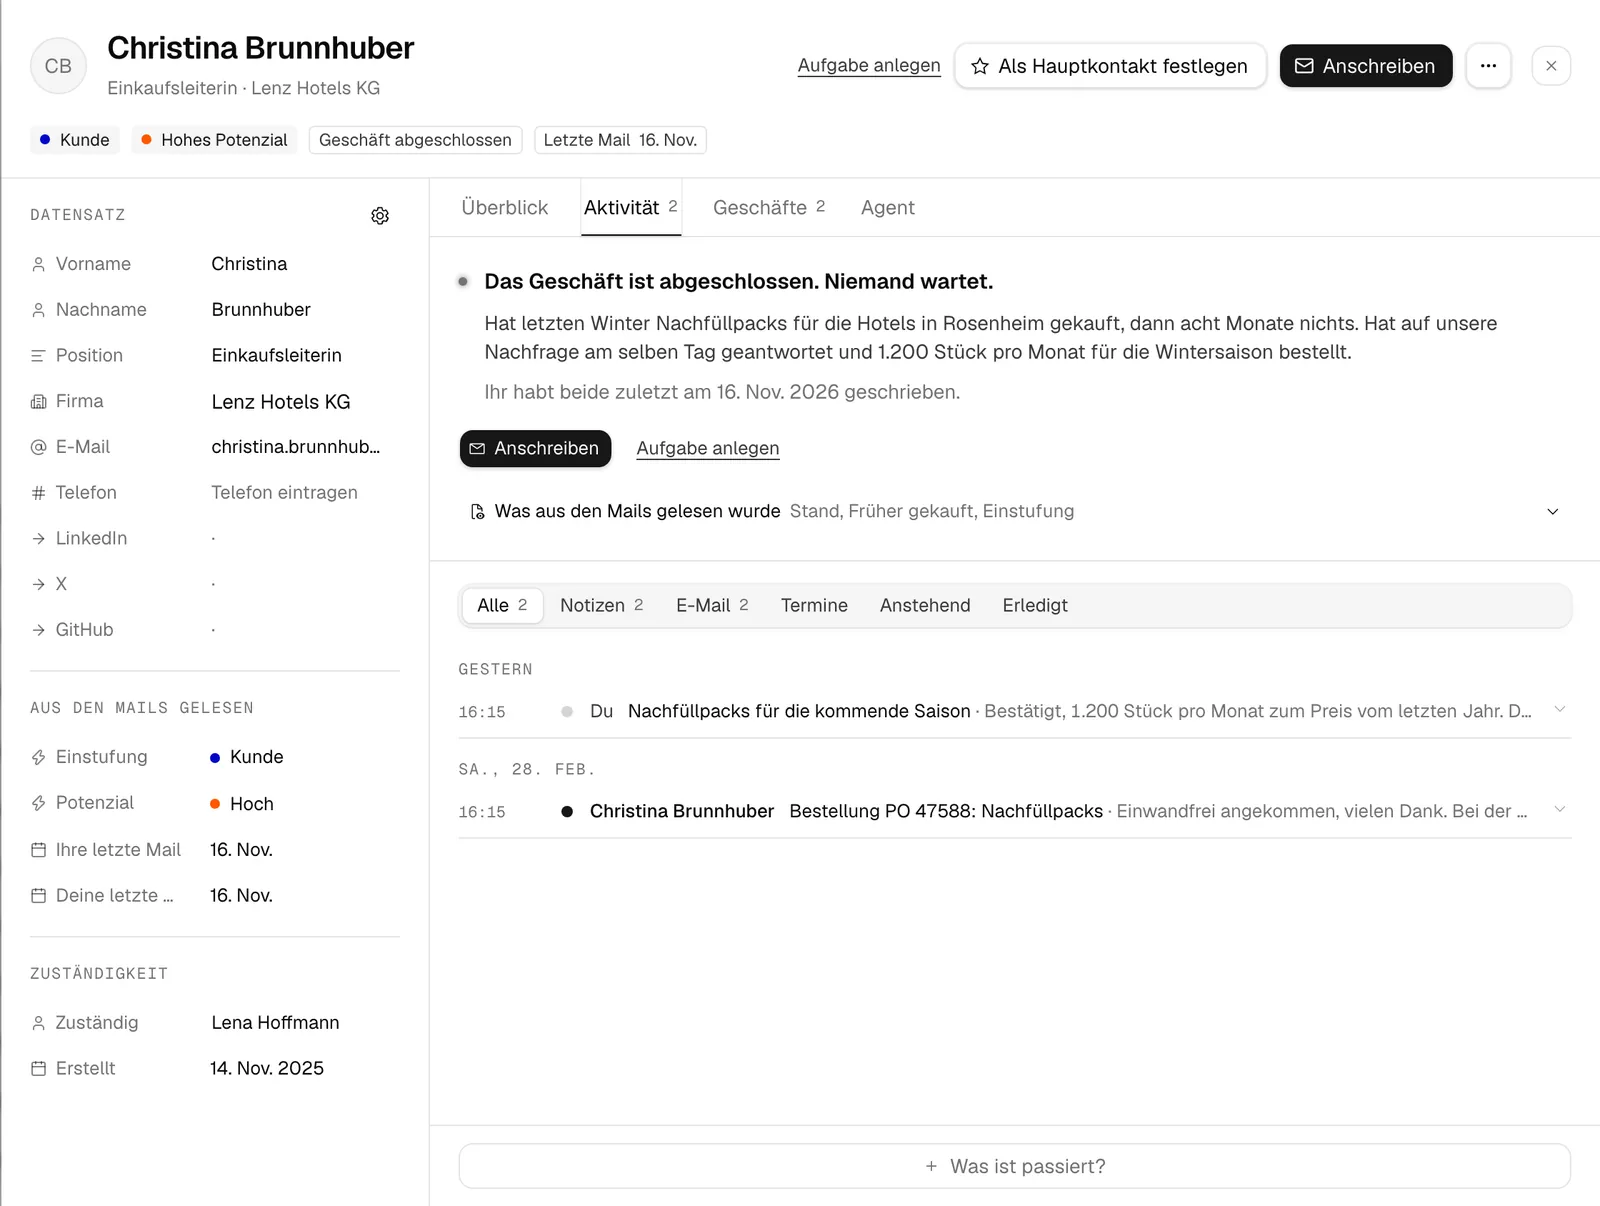 CB
Christina Brunnhuber
Einkaufsleiterin · Lenz Hotels KG
Aufgabe anlegen
Als Hauptkontakt festlegen
Anschreiben
Kunde
Hohes Potenzial
Geschäft abgeschlossen
Letzte Mail 16. Nov.
DATENSATZ
Vorname Christina
Nachname Brunnhuber
Position Einkaufsleiterin
Firma Lenz Hotels KG
E-Mail christina.brunnhub...
Telefon Telefon eintragen
LinkedIn ·
X ·
GitHub ·
AUS DEN MAILS GELESEN
Einstufung Kunde
Potenzial Hoch
Ihre letzte Mail 16. Nov.
Deine letzte ... 16. Nov.
ZUSTÄNDIGKEIT
Zuständig Lena Hoffmann
Erstellt 14. Nov. 2025
Überblick
Aktivität 2
Geschäfte 2
Agent
Das Geschäft ist abgeschlossen. Niemand wartet.
Hat letzten Winter Nachfüllpacks für die Hotels in Rosenheim gekauft, dann acht Monate nichts. Hat auf unsere
Nachfrage am selben Tag geantwortet und 1.200 Stück pro Monat für die Wintersaison bestellt.
Ihr habt beide zuletzt am 16. Nov. 2026 geschrieben.
Anschreiben
Aufgabe anlegen
Was aus den Mails gelesen wurde Stand, Früher gekauft, Einstufung
Alle 2
Notizen 2
E-Mail 2
Termine
Anstehend
Erledigt
GESTERN
16:15 Du Nachfüllpacks für die kommende Saison · Bestätigt, 1.200 Stück pro Monat zum Preis vom letzten Jahr. D...
SA., 28. FEB.
16:15 Christina Brunnhuber Bestellung PO 47588: Nachfüllpacks · Einwandfrei angekommen, vielen Dank. Bei der ...
+ Was ist passiert?